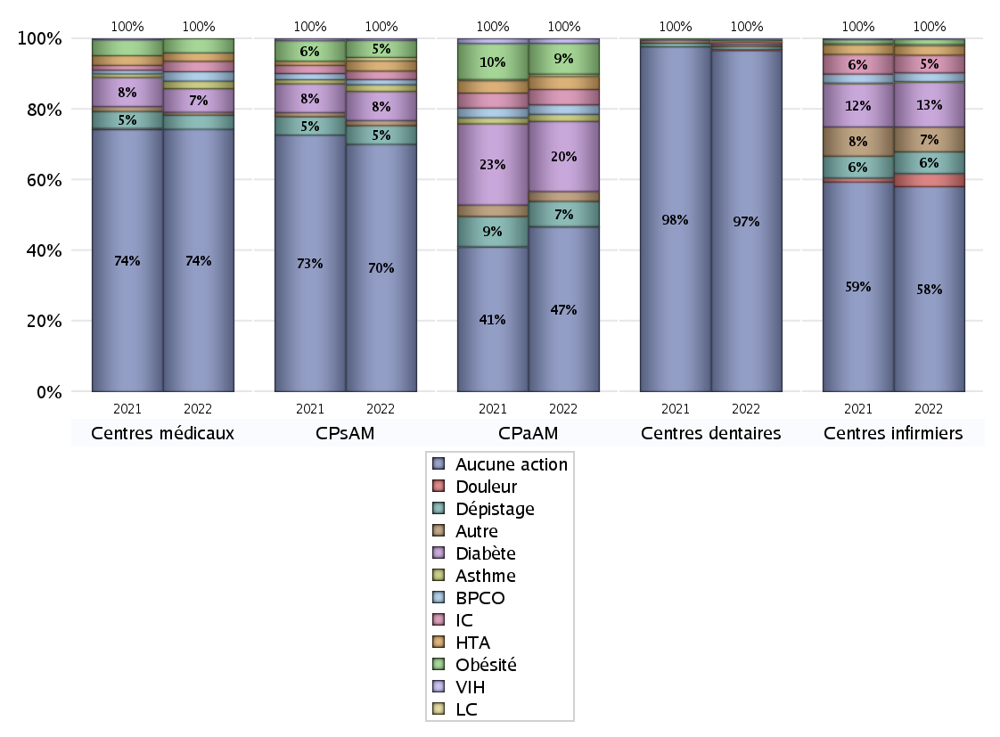 100% 100% 100% 100% 100% 100% 100% 100% 100% 100%
100%
6% 5% 10% 9% 6% 5%
80%
8% 7% 8% 8% 12% 13%
5% 5% 5% 23% 20% 8% 7%
60%
9% 7% 6% 6%
98% 97%
40%
74% 74% 73% 70% 59% 58%
41% 47%
20%
0%
2021 2022 2021 2022 2021 2022 2021 2022 2021 2022
Centres médicaux CPsAM CPaAM Centres dentaires Centres infirmiers
Aucune action
Douleur
Dépistage
Autre
Diabète
Asthme
BPCO
IC
HTA
Obésité
VIH
LC